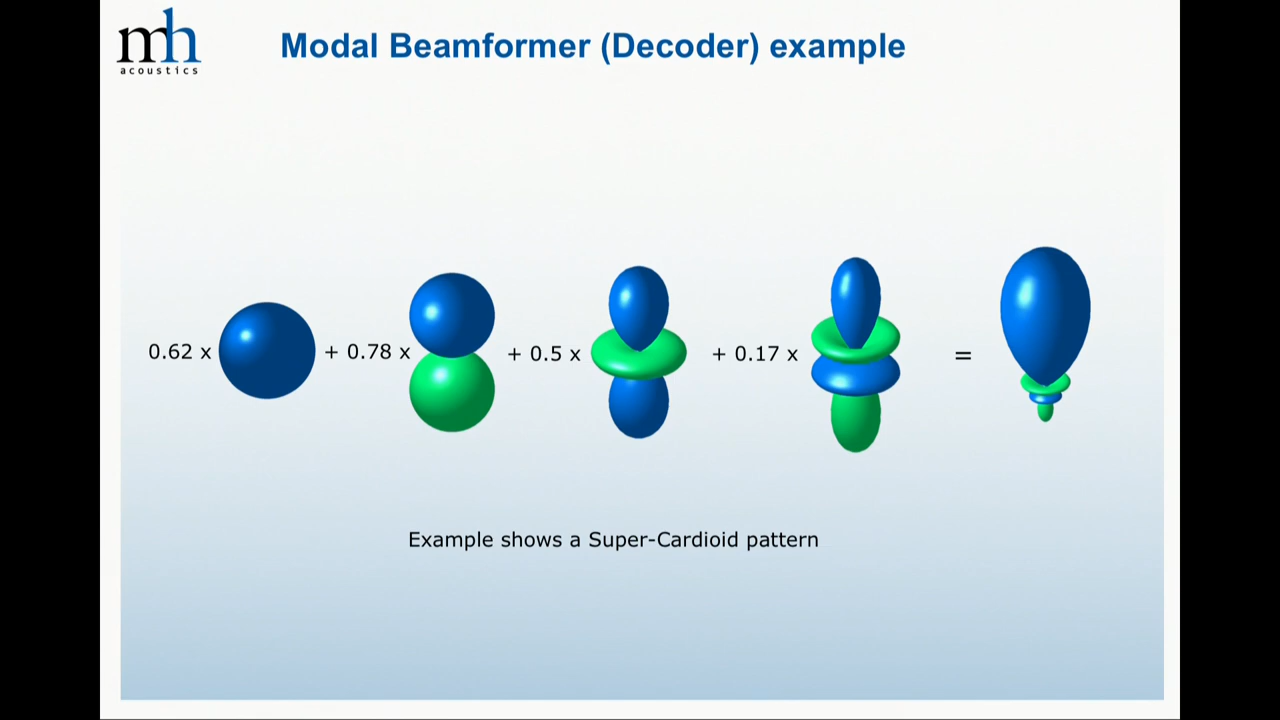 mh
acoustics
Modal Beamformer (Decoder) example
0.62 x + 0.78 x + 0.5 x + 0.17 x =
Example shows a Super-Cardioid pattern